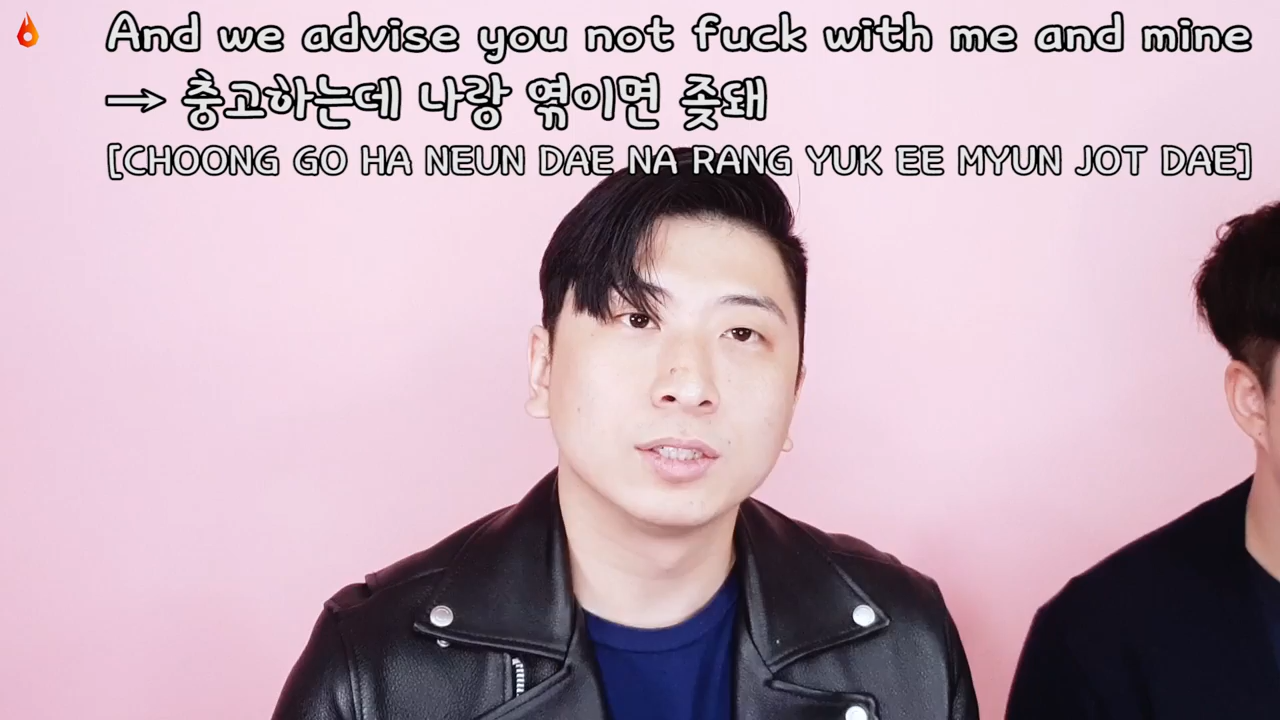 And we advise you not fuck with me and mine
→ 충고하는데 나랑 엮이면 좆돼
[CHOONG GO HA NEUN DAE NA RANG YUK EE MYUN JOT DAE]